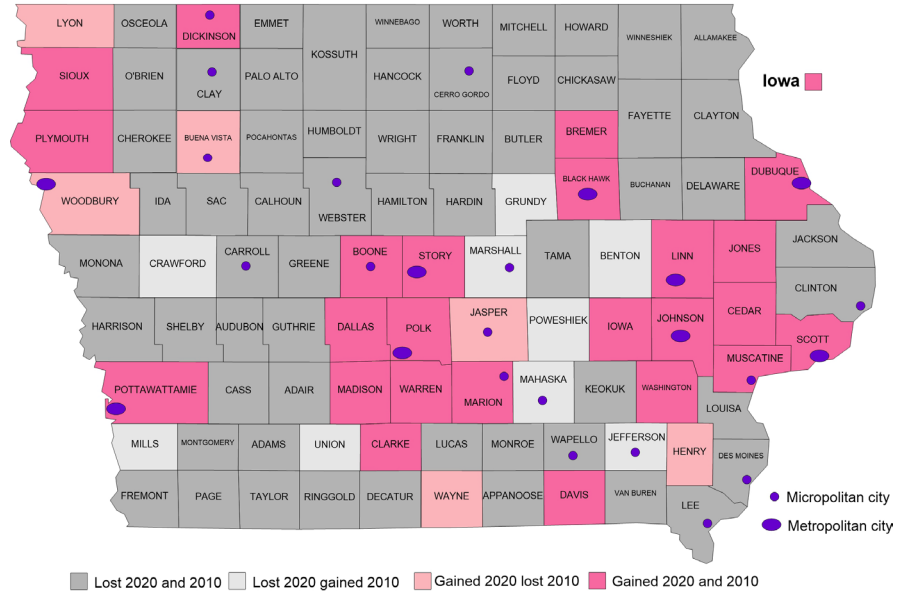 LYON
OSCEOLA
DICKINSON
EMMET
KOSSUTH
WINNEBAGO
WORTH
MITCHELL
HOWARD
WINNESHIEK
ALLAMAKEE
SIOUX
O'BRIEN
CLAY
PALO ALTO
HANCOCK
CERRO GORDO
FLOYD
CHICKASAW
Iowa
PLYMOUTH
CHEROKEE
BUENA VISTA
POCAHONTAS
HUMBOLDT
WRIGHT
FRANKLIN
BUTLER
BREMER
FAYETTE
CLAYTON
WOODBURY
IDA
SAC
CALHOUN
WEBSTER
HAMILTON
HARDIN
GRUNDY
BLACK HAWK
BUCHANAN
DELAWARE
DUBUQUE
MONONA
CRAWFORD
CARROLL
GREENE
BOONE
STORY
MARSHALL
TAMA
BENTON
LINN
JONES
JACKSON
CLINTON
HARRISON
SHELBY
AUDUBON
GUTHRIE
DALLAS
POLK
JASPER
POWESHIEK
IOWA
JOHNSON
CEDAR
SCOTT
MUSCATINE
POTTAWATTAMIE
CASS
ADAIR
MADISON
WARREN
MARION
MAHASKA
KEOKUK
WASHINGTON
LOUISA
MILLS
MONTGOMERY
ADAMS
UNION
CLARKE
LUCAS
MONROE
WAPELLO
JEFFERSON
HENRY
DES MOINES
FREMONT
PAGE
TAYLOR
RINGGOLD
DECATUR
WAYNE
APPANOOSE
DAVIS
VAN BUREN
LEE
Micropolitan city
Metropolitan city
Lost 2020 and 2010
Lost 2020 gained 2010
Gained 2020 lost 2010
Gained 2020 and 2010